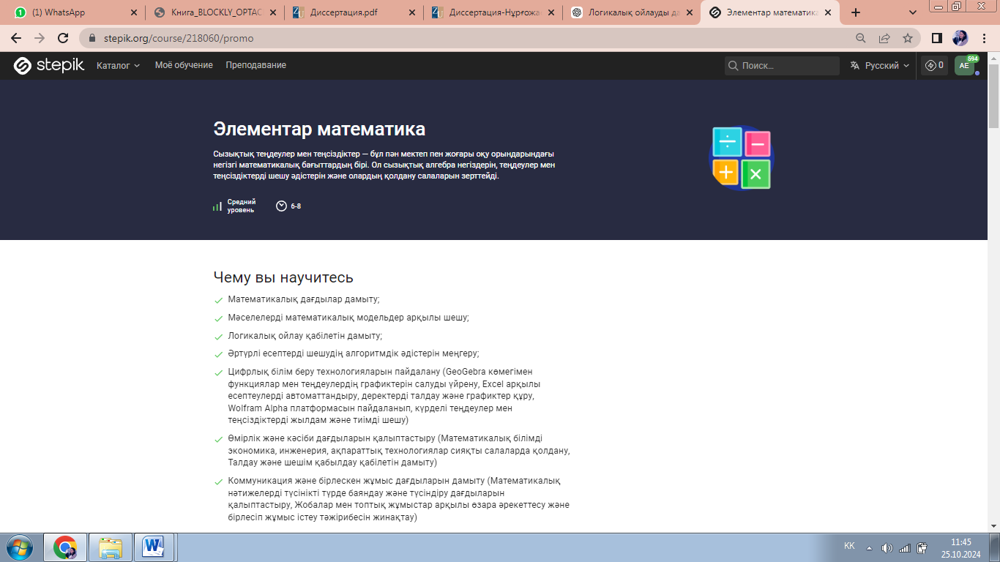 (1) WhatsApp
Книга_BLOCKLY_ОРТАС
Диссертация.pdf
Диссертация-Нұрғожа
Логикалық ойлауды да
Элементар математика
stepik.org/course/218060/promo
stepik
Каталог
Моё обучение
Преподавание
Поиск...
Русский
0
AE
594
Элементар математика
Сызықтық теңдеулер мен теңсіздіктер — бұл пән мектеп пен жоғары оқу орындарындағы
негізгі математикалық бағыттардың бірі. Ол сызықтық алгебра негіздерін, теңдеулер мен
теңсіздіктерді шешу әдістерін және олардың қолдану салаларын зерттейді.
Средний
уровень
6-8
Чему вы научитесь
Математикалық дағдылар дамыту;
Мәселелерді математикалық модельдер арқылы шешу;
Логикалық ойлау қабілетін дамыту;
Әртүрлі есептерді шешудің алгоритмдік әдістерін меңгеру;
Цифрлық білім беру технологияларын пайдалану (GeoGebra көмегімен
функциялар мен теңдеулердің графиктерін салуды үйрену, Excel арқылы
есептеулерді автоматтандыру, деректерді талдау және графиктер құру,
Wolfram Alpha платформасын пайдаланып, күрделі теңдеулер мен
теңсіздіктерді жылдам және тиімді шешу)
Өмірлік және кәсіби дағдыларын қалыптастыру (Математикалық білімді
экономика, инженерия, ақпараттық технологиялар сияқты салаларда қолдану,
Талдау және шешім қабылдау қабілетін дамыту)
Коммуникация және бірлескен жұмыс дағдыларын дамыту (Математикалық
нәтижелерді түсінікті түрде баяндау және түсіндіру дағдыларын
қалыптастыру, Жобалар мен топтық жұмыстар арқылы өзара әрекеттесу және
бірлесіп жұмыс істеу тәжірибесін жинақтау)
KK
11:45
25.10.2024